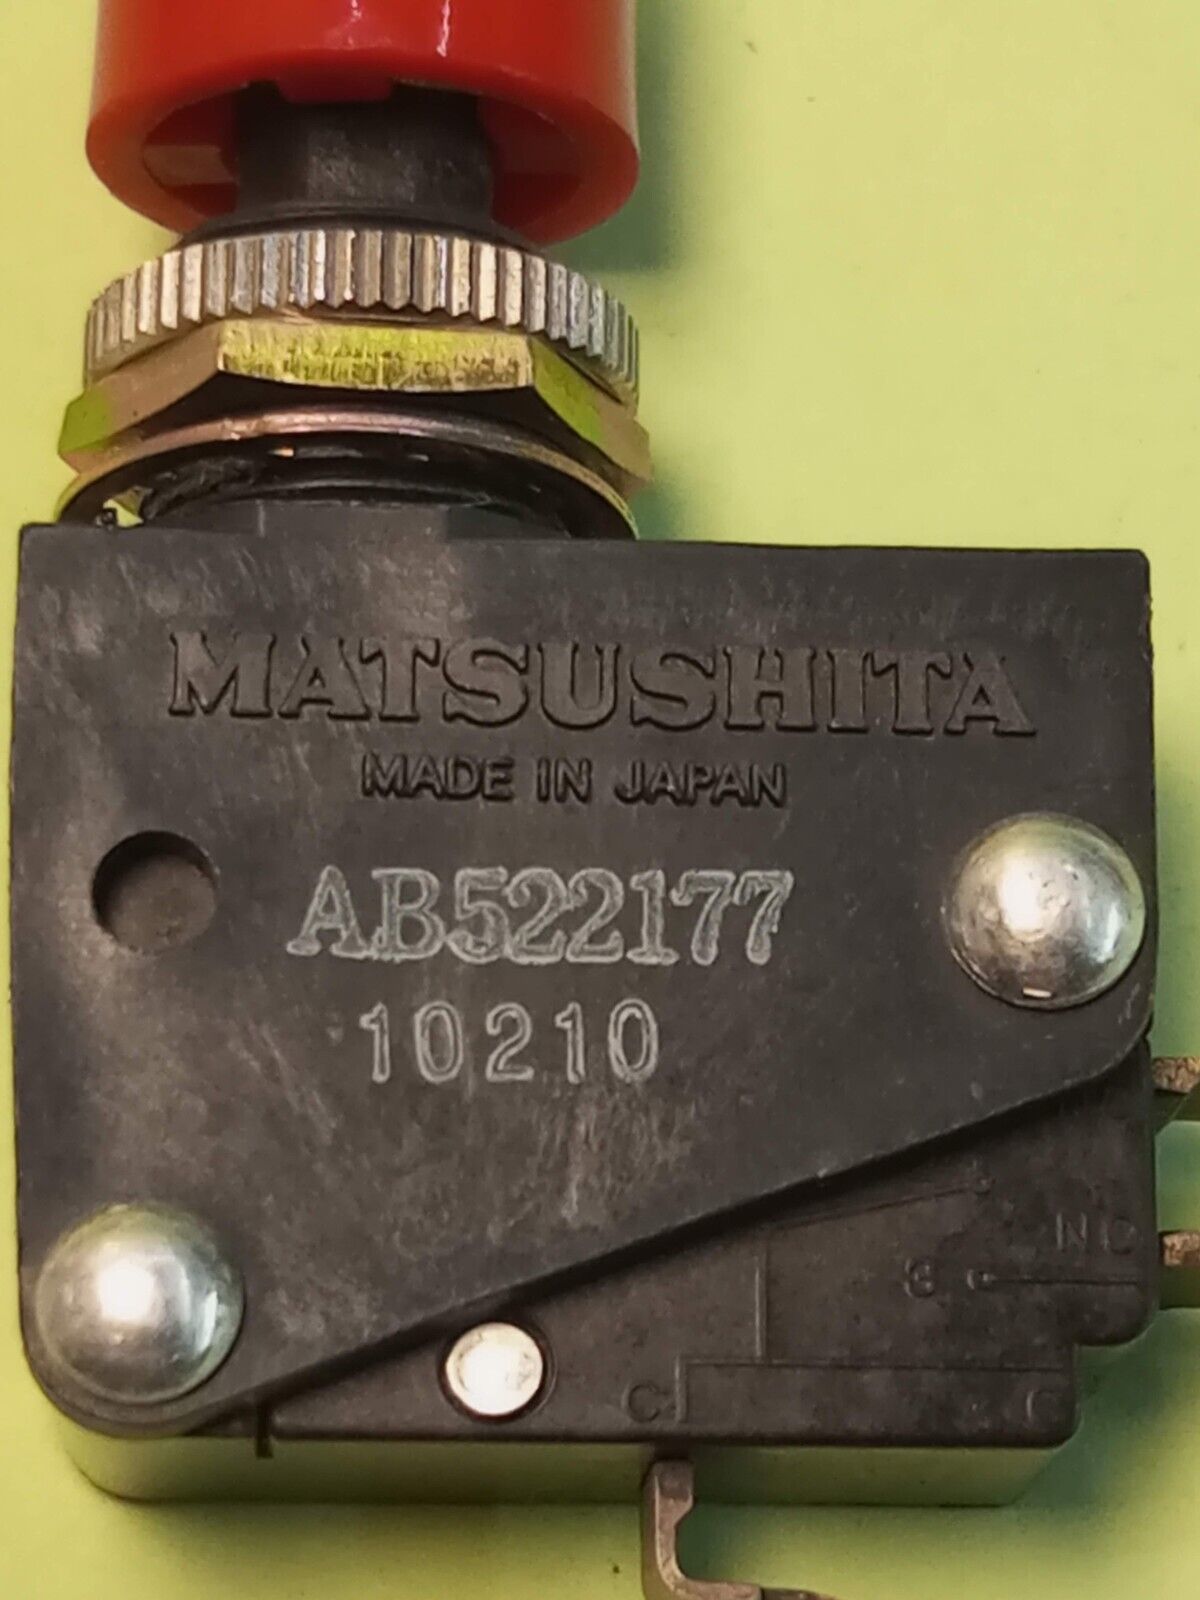 MATSUSHITA
MADE IN JAPAN
AB522177
10210
NC
C